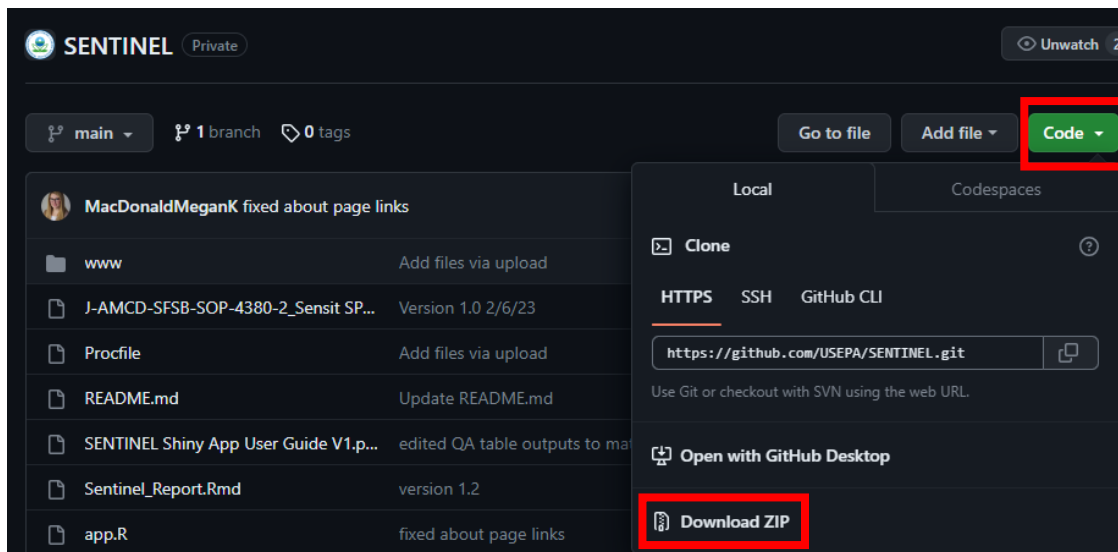 SENTINEL Private
Unwatch 2
main 1 branch 0 tags
Go to file Add file Code
MacDonaldMeganK fixed about page links
www Add files via upload
J-AMCD-SFSB-SOP-4380-2_Sensit SP... Version 1.0 2/6/23
Procfile Add files via upload
README.md Update README.md
SENTINEL Shiny App User Guide V1.p... edited QA table outputs to
Sentinel_Report.Rmd version 1.2
app.R fixed about page links
Local Codespaces
Clone
HTTPS SSH GitHub CLI
https://github.com/USEPA/SENTINEL.git
Use Git or checkout with SVN using the web URL.
Open with GitHub Desktop
Download ZIP